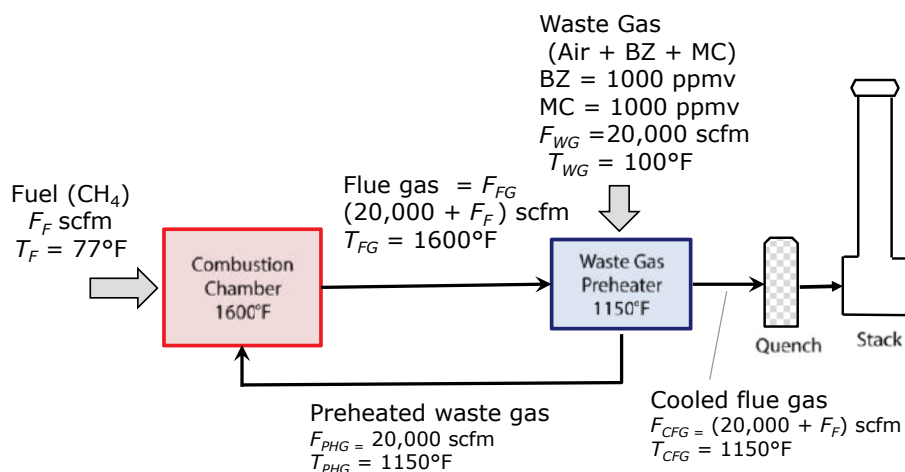 Waste Gas
(Air + BZ + MC)
BZ = 1000 ppmv
MC = 1000 ppmv
F_WG =20,000 scfm
T_WG = 100°F
Fuel (CH₄)
F_F scfm
T_F = 77°F
Flue gas = F_FG
(20,000 + F_F) scfm
T_FG = 1600°F
Combustion
Chamber
1600°F
Waste Gas
Preheater
1150°F
Quench
Stack
Preheated waste gas
F_PHG = 20,000 scfm
T_PHG = 1150°F
Cooled flue gas
F_CFG = (20,000 + F_F) scfm
T_CFG = 1150°F